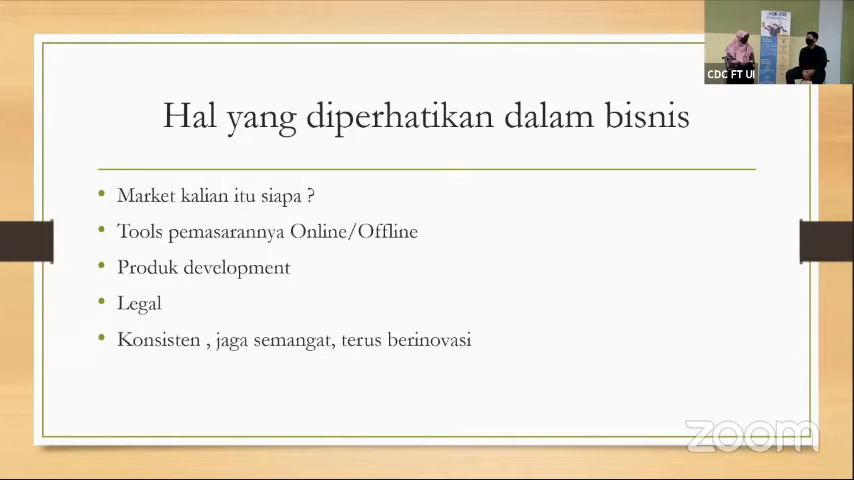 CDC FT UI
Hal yang diperhatikan dalam bisnis
• Market kalian itu siapa ?
• Tools pemasarannya Online/Offline
• Produk development
• Legal
• Konsisten , jaga semangat, terus berinovasi
zoom